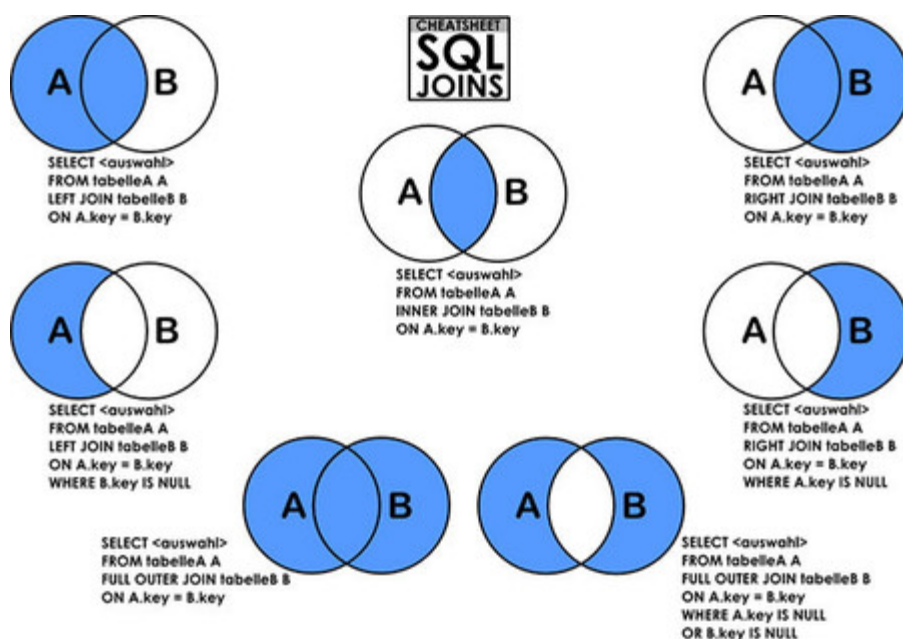 CHEATSHEET
SQL
JOINS
A B
SELECT <auswahl>
FROM tabelleA A
LEFT JOIN tabelleB B
ON A.key = B.key
A B
SELECT <auswahl>
FROM tabelleA A
INNER JOIN tabelleB B
ON A.key = B.key
A B
SELECT <auswahl>
FROM tabelleA A
RIGHT JOIN tabelleB B
ON A.key = B.key
A B
SELECT <auswahl>
FROM tabelleA A
LEFT JOIN tabelleB B
ON A.key = B.key
WHERE B.key IS NULL
A B
SELECT <auswahl>
FROM tabelleA A
RIGHT JOIN tabelleB B
ON A.key = B.key
WHERE A.key IS NULL
A B
SELECT <auswahl>
FROM tabelleA A
FULL OUTER JOIN tabelleB B
ON A.key = B.key
A B
SELECT <auswahl>
FROM tabelleA A
FULL OUTER JOIN tabelleB B
ON A.key = B.key
WHERE A.key IS NULL
OR B.key IS NULL